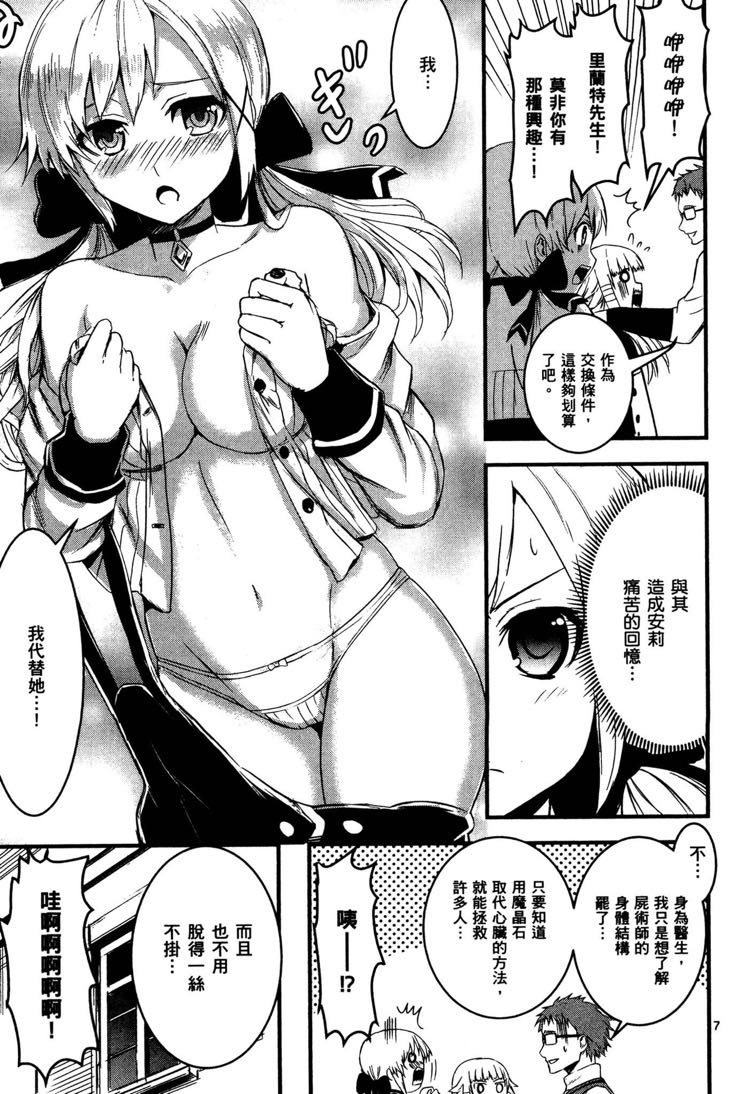 咿咿咿咿！
里蘭特先生！
莫非你有
那種興趣…！
作為
交換條件，
這樣夠划算
了吧。
與其
造成安莉
痛苦的回憶…
我…
我代替她…！
不…
身為醫生，
我只是想了解
屍術師的
身體結構
罷了…
只要知道
用魔晶石
取代心臟的方法，
就能拯救
許多人…
咦——!?
而且
也不用
脫得一絲
不掛…
哇啊啊啊啊！
7